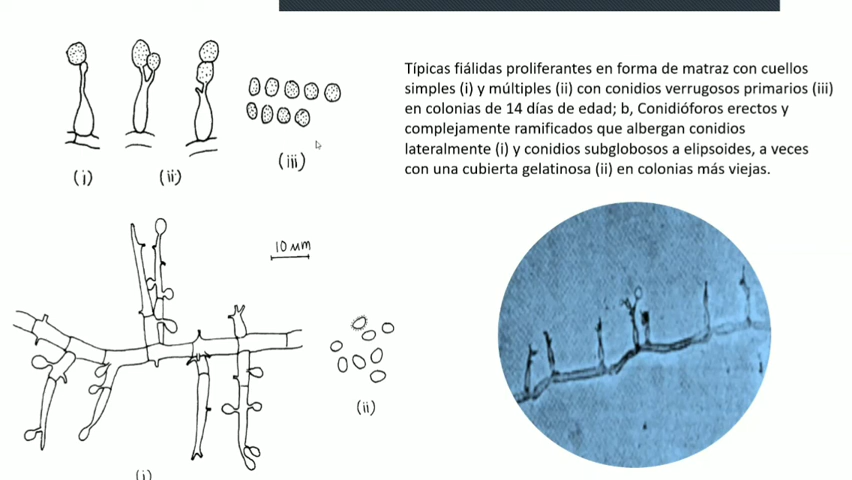 Típicas fiálidas proliferantes en forma de matraz con cuellos
simples (i) y múltiples (ii) con conidios verrugosos primarios (iii)
en colonias de 14 días de edad; b, Conidióforos erectos y
complejamente ramificados que albergan conidios
lateralmente (i) y conidios subglobosos a elipsoides, a veces
con una cubierta gelatinosa (ii) en colonias más viejas.
(i)
(ii)
(iii)
10 μm
(ii)
(i)